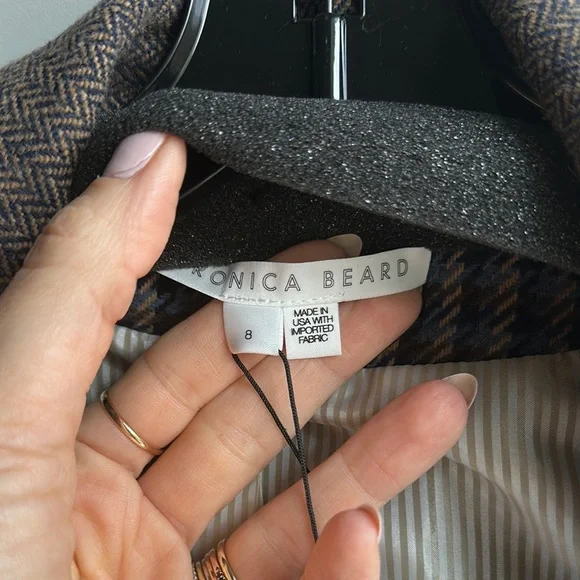 RONICA BEARD
8
MADE IN
USA WITH
IMPORTED
FABRIC